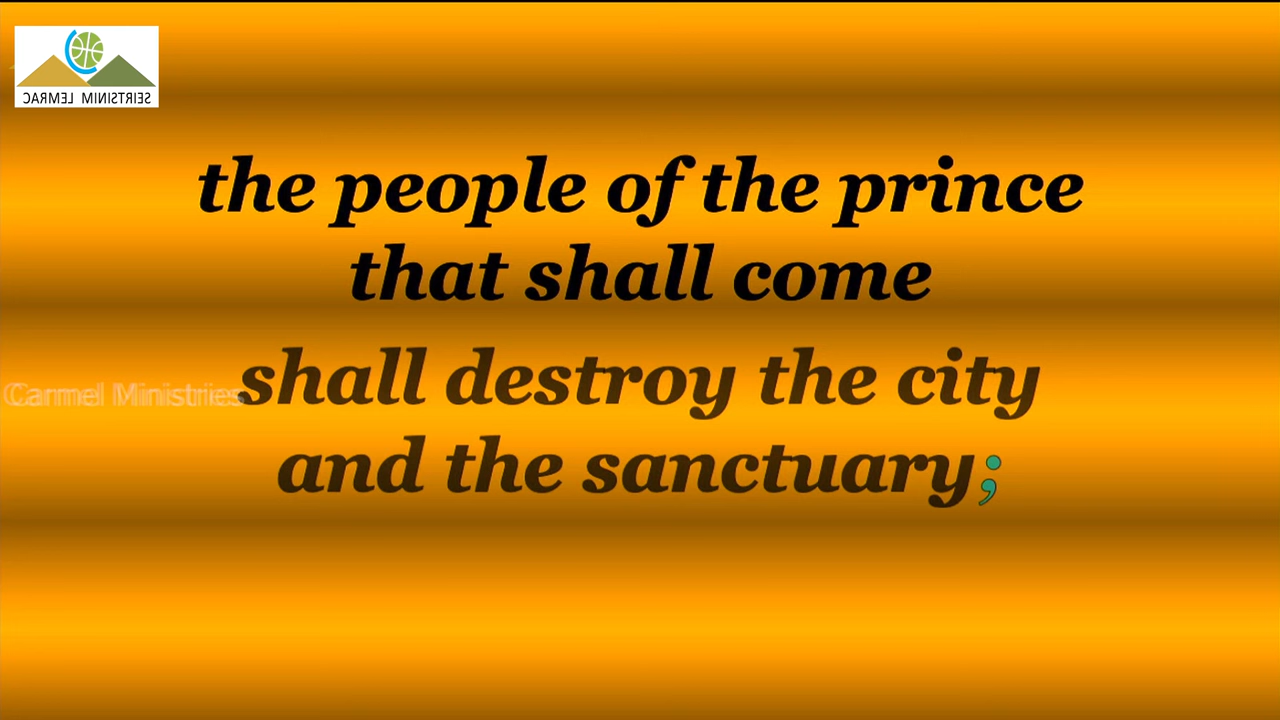 CARMEL MINISTRIES
the people of the prince
that shall come
shall destroy the city
and the sanctuary;
Carmel Ministries